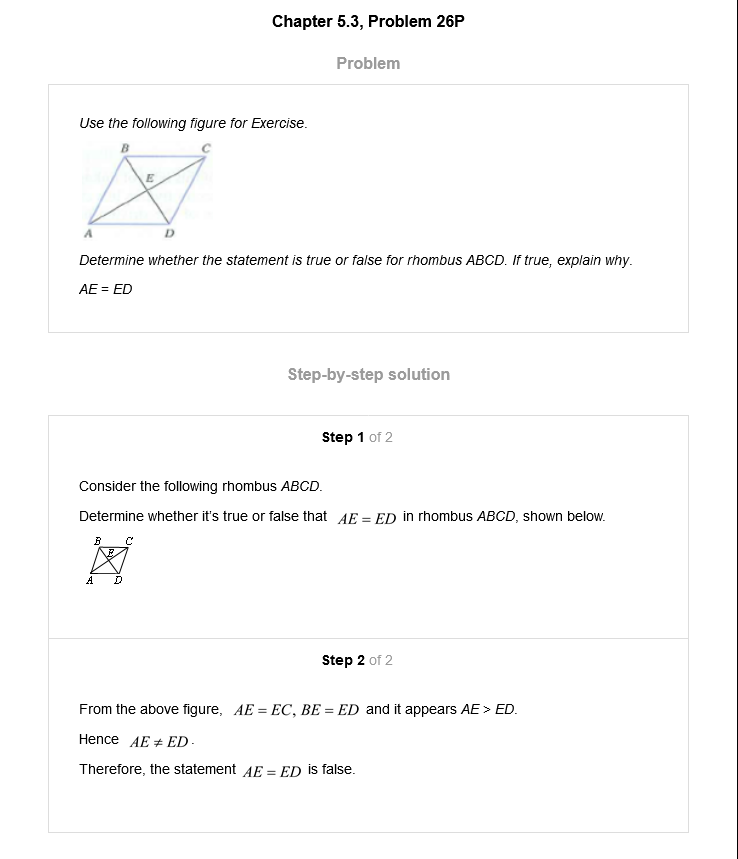 Chapter 5.3, Problem 26P
Problem
Use the following figure for Exercise.
B C
E
A D
Determine whether the statement is true or false for rhombus ABCD. If true, explain why.
AE = ED
Step-by-step solution
Step 1 of 2
Consider the following rhombus ABCD.
Determine whether it's true or false that AE = ED in rhombus ABCD, shown below.
B C
E
A D
Step 2 of 2
From the above figure, AE = EC, BE = ED and it appears AE > ED.
Hence AE ≠ ED.
Therefore, the statement AE = ED is false.